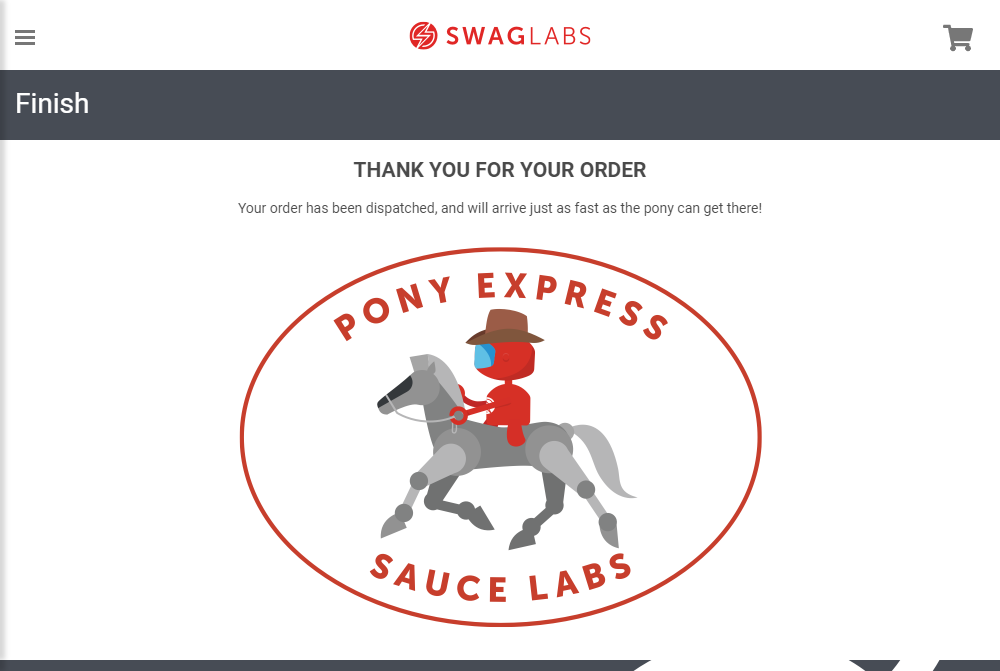 SWAGLABS
Finish
THANK YOU FOR YOUR ORDER
Your order has been dispatched, and will arrive just as fast as the pony can get there!
PONY EXPRESS
SAUCE LABS